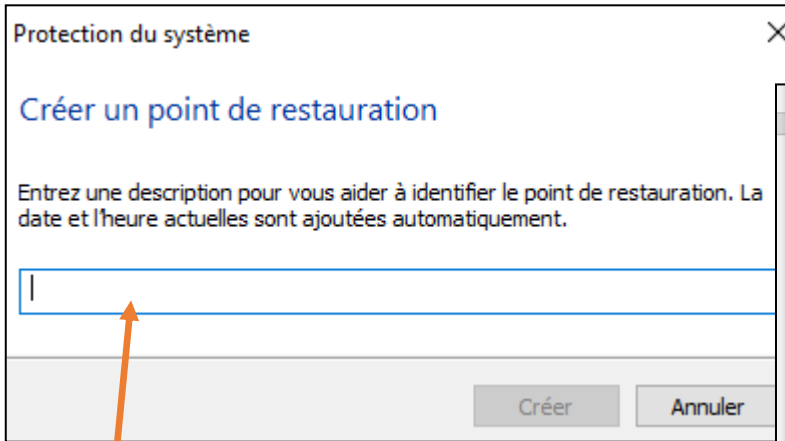 Protection du système
Créer un point de restauration
Entrez une description pour vous aider à identifier le point de restauration. La
date et l'heure actuelles sont ajoutées automatiquement.
Créer
Annuler